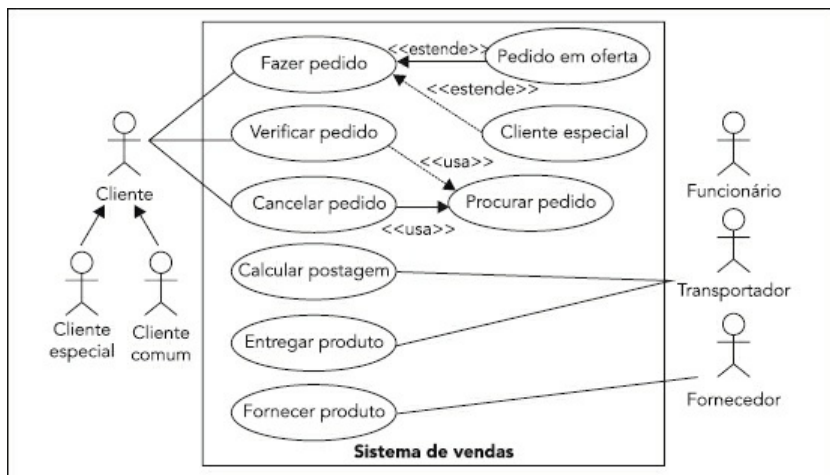 Fazer pedido
<<estende>>
Pedido em oferta
<<estende>>
Verificar pedido
Cliente especial
<<usa>>
Cliente
Cancelar pedido
<<usa>>
Procurar pedido
Funcionário
Calcular postagem
Transportador
Cliente
especial
Cliente
comum
Entregar produto
Fornecer produto
Fornecedor
Sistema de vendas